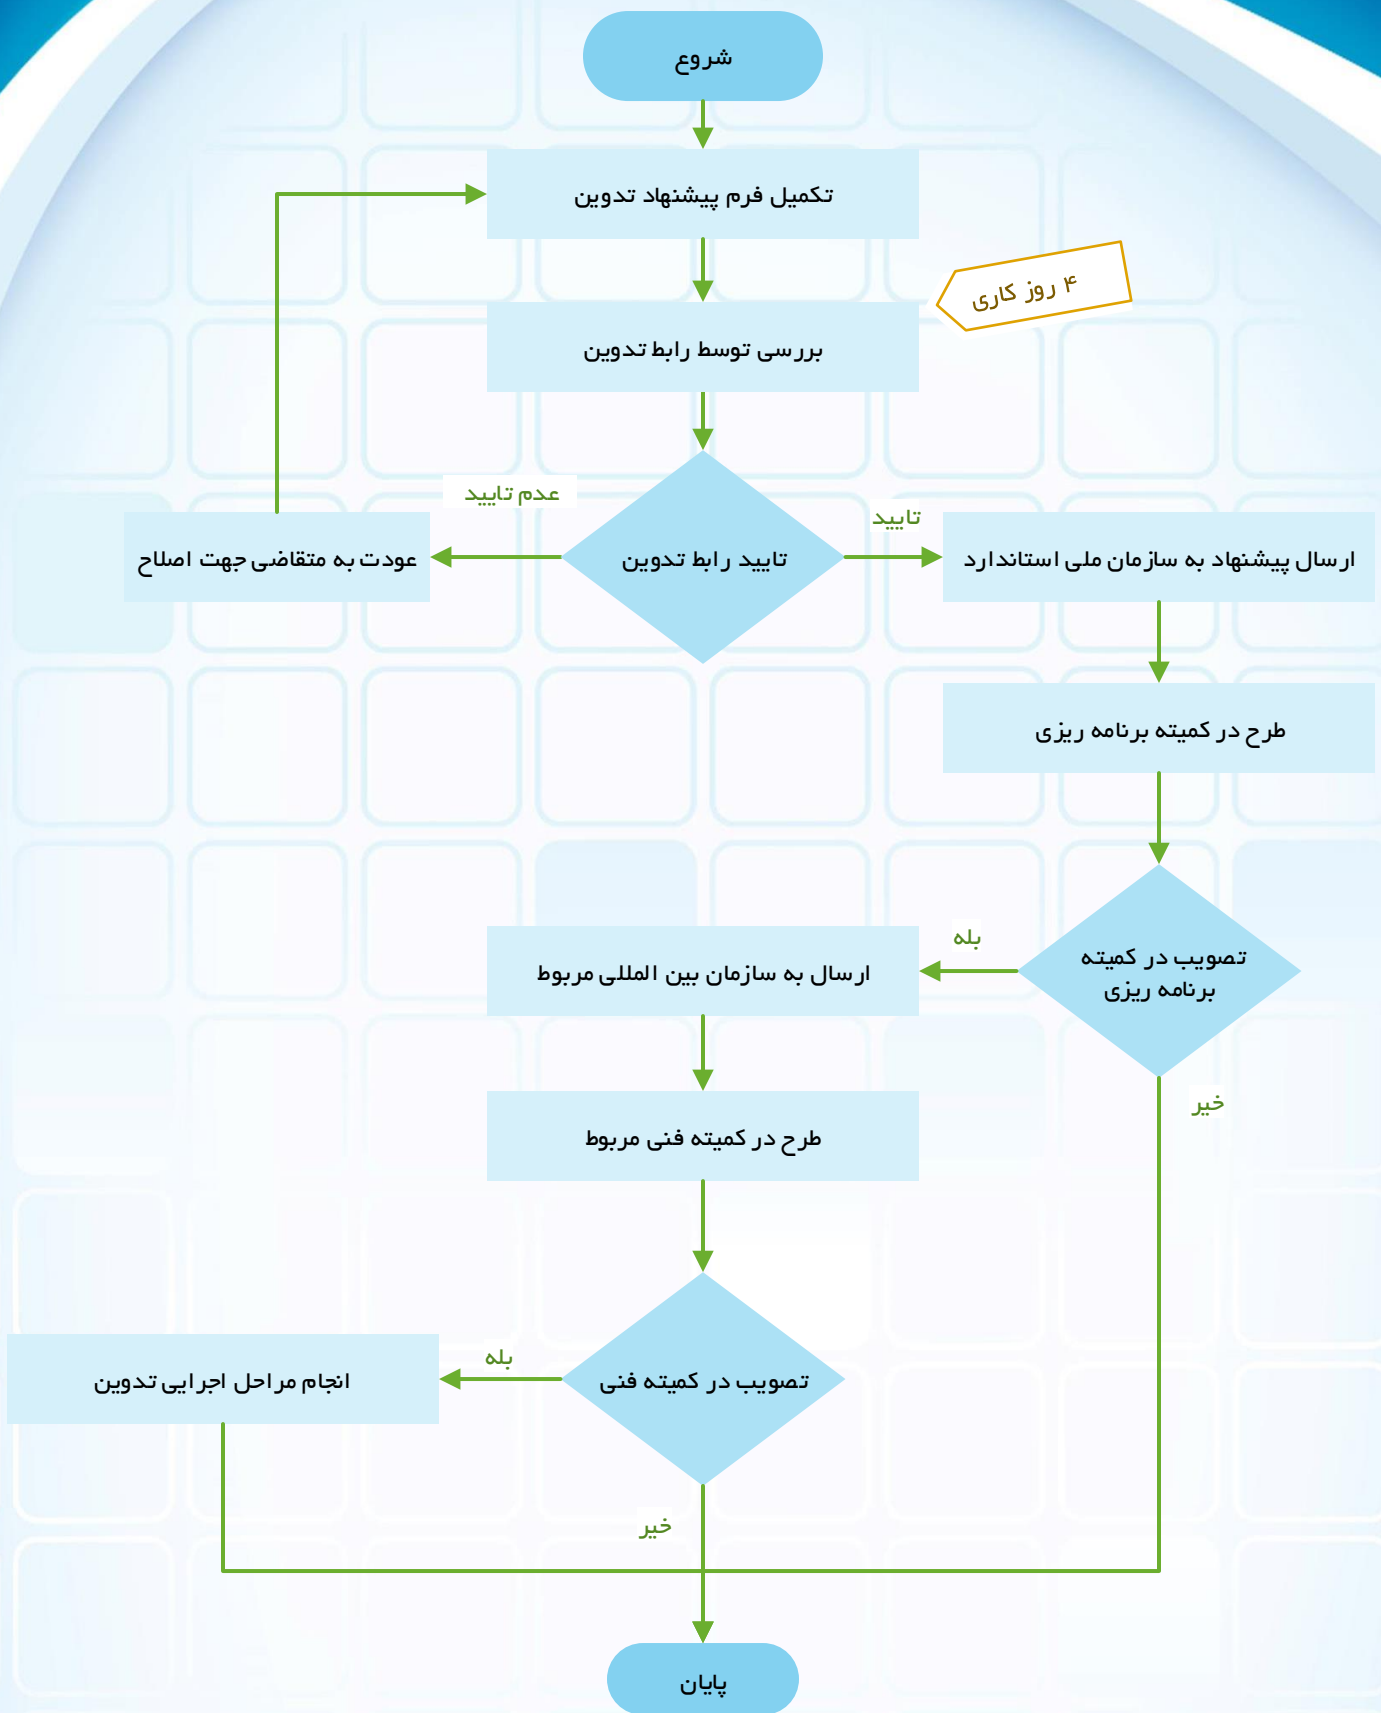 شروع
تکمیل فرم پیشنهاد تدوین
۴ روز کاری
بررسی توسط رابط تدوین
عدم تایید
تایید
عودت به متقاضی جهت اصلاح
تایید رابط تدوین
ارسال پیشنهاد به سازمان ملی استاندارد
طرح در کمیته برنامه ریزی
تصویب در کمیته
برنامه ریزی
بله
ارسال به سازمان بین المللی مربوط
خیر
طرح در کمیته فنی مربوط
تصویب در کمیته فنی
بله
انجام مراحل اجرایی تدوین
خیر
پایان